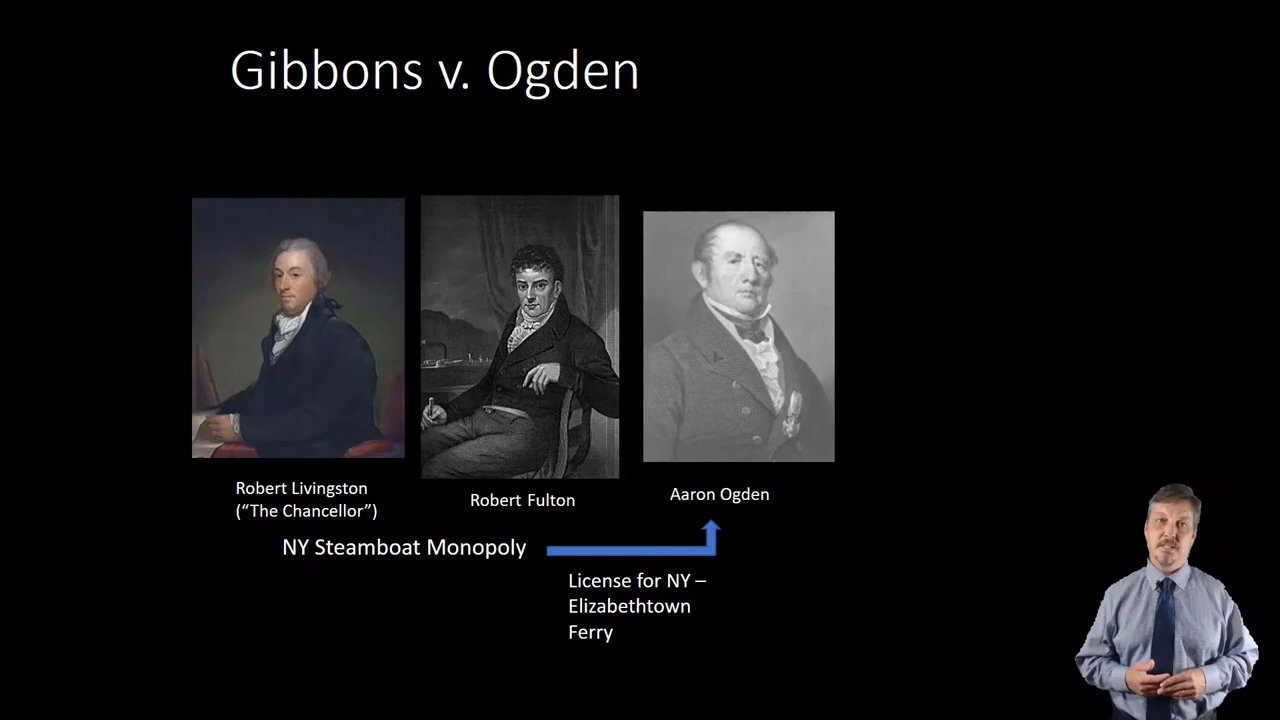 Gibbons v. Ogden
Robert Livingston
(“The Chancellor”)
Robert Fulton
Aaron Ogden
NY Steamboat Monopoly
License for NY –
Elizabethtown
Ferry